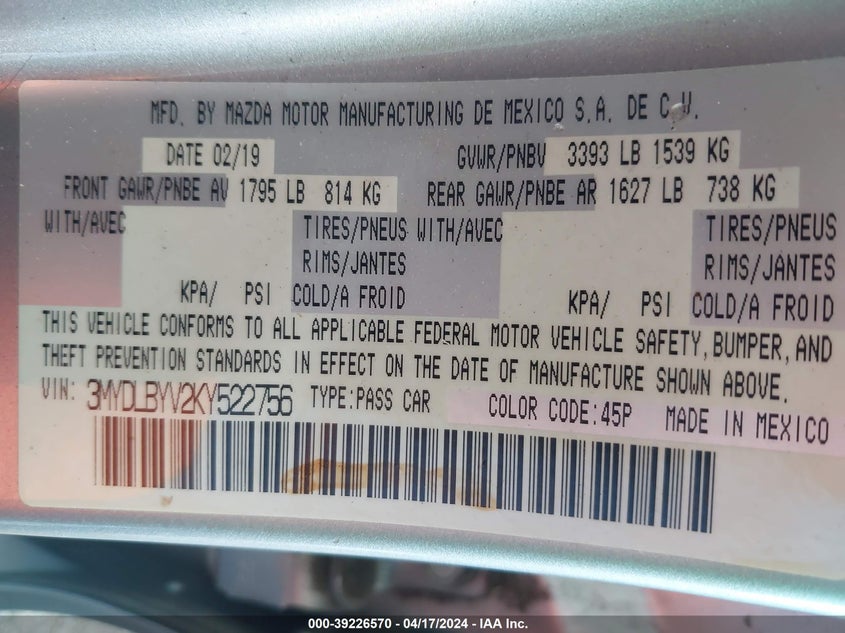 MFD. BY MAZDA MOTOR MANUFACTURING DE MEXICO S.A. DE C.V.
DATE 02/19 GVWR/PNBV 3393 LB 1539 KG
FRONT GAWR/PNBE AV 1795 LB 814 KG REAR GAWR/PNBE AR 1627 LB 738 KG
WITH/AVEC TIRES/PNEUS WITH/AVEC TIRES/PNEUS
RIMS/JANTES RIMS/JANTES
KPA/ PSI COLD/A FROID KPA/ PSI COLD/A FROID
THIS VEHICLE CONFORMS TO ALL APPLICABLE FEDERAL MOTOR VEHICLE SAFETY, BUMPER, AND
THEFT PREVENTION STANDARDS IN EFFECT ON THE DATE OF MANUFACTURE SHOWN ABOVE.
VIN: 3MYDLBYV2KY522756 TYPE:PASS CAR COLOR CODE:45P MADE IN MEXICO
000-39226570 - 04/17/2024 - IAA Inc.